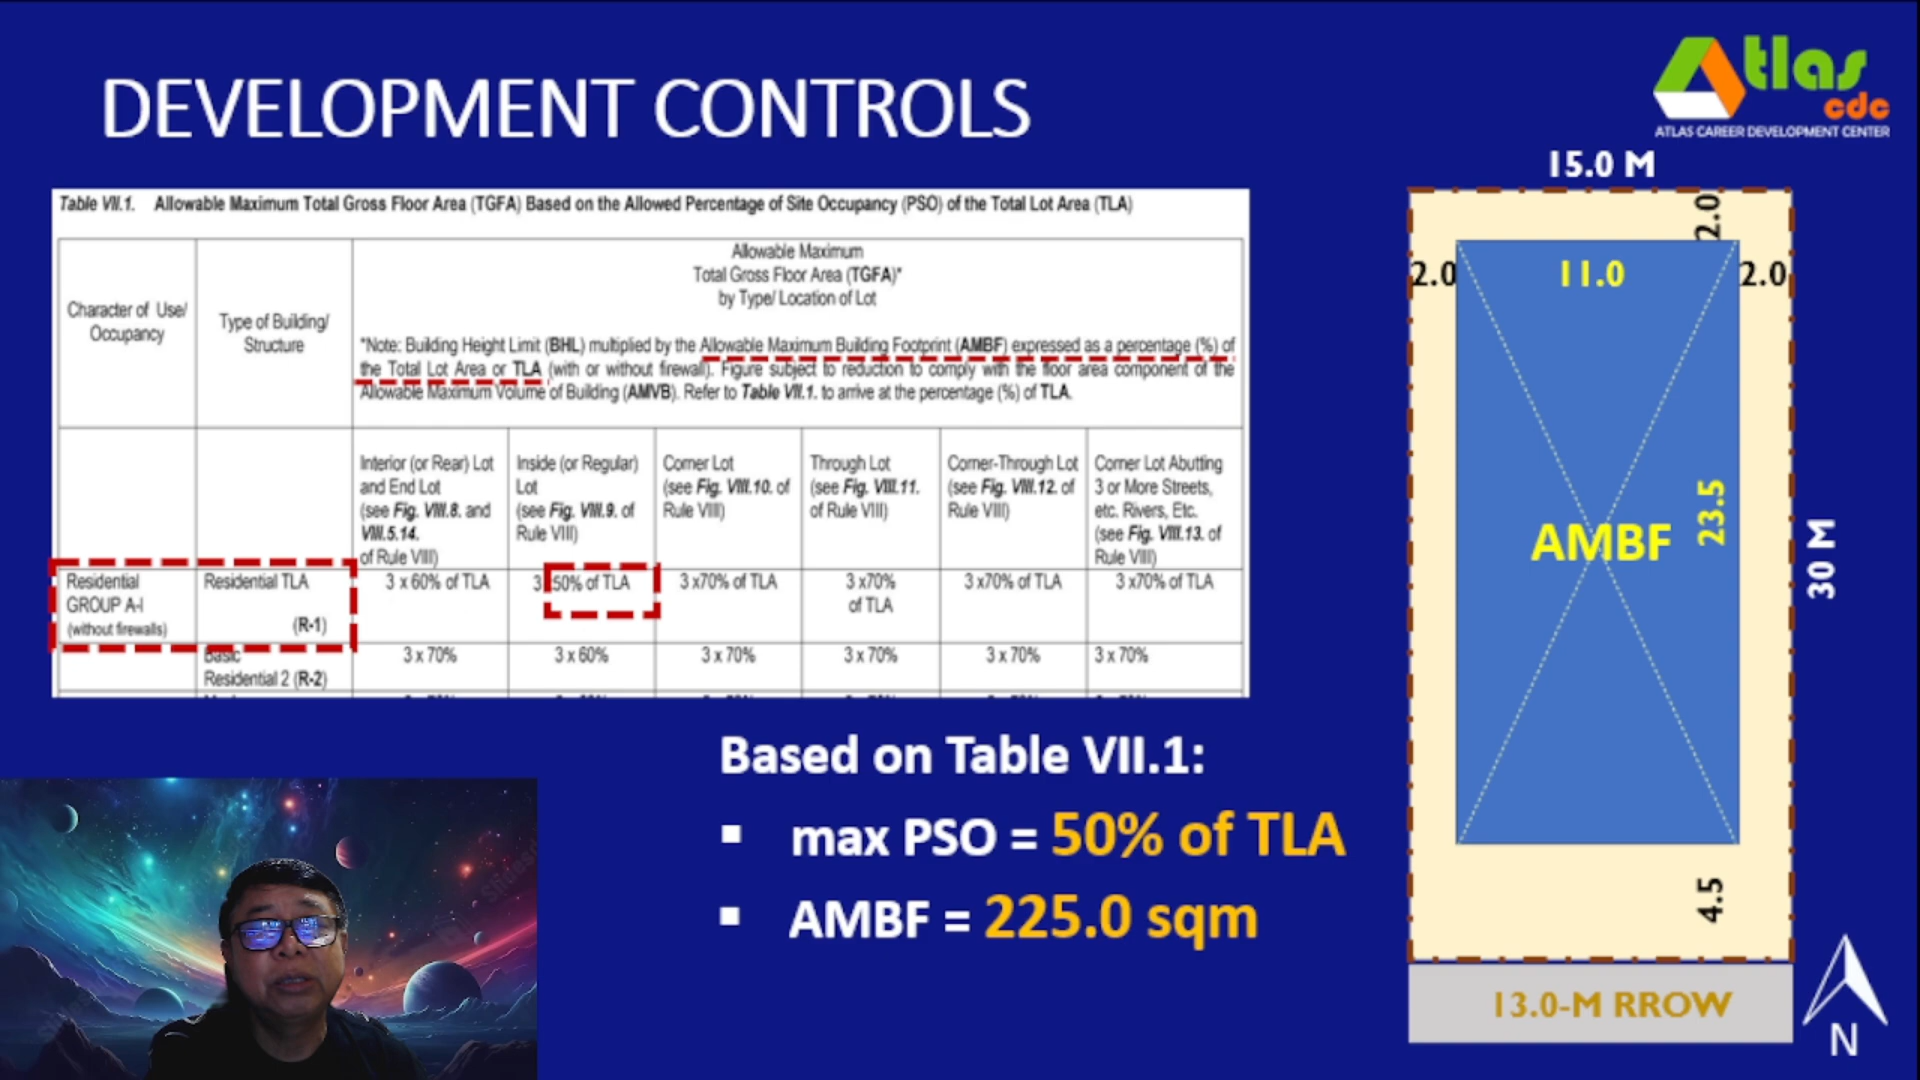 DEVELOPMENT CONTROLS
Atlas
cdc
ATLAS CAREER DEVELOPMENT CENTER
Table VII.1. Allowable Maximum Total Gross Floor Area (TGFA) Based on the Allowed Percentage of Site Occupancy (PSO) of the Total Lot Area (TLA)
Character of Use/
Occupancy
Type of Building/
Structure
Allowable Maximum
Total Gross Floor Area (TGFA)*
by Type/ Location of Lot
*Note: Building Height Limit (BHL) multiplied by the Allowable Maximum Building Footprint (AMBF) expressed as a percentage (%) of
the Total Lot Area or TLA (with or without firewall). Figure subject to reduction to comply with the floor area component of the
Allowable Maximum Volume of Building (AMVB). Refer to Table VII.1. to arrive at the percentage (%) of TLA.
Interior (or Rear) Lot
and End Lot
(see Fig. VIII.8. and
VIII.5.14.
of Rule VIII)
Inside (or Regular)
Lot
(see Fig. VIII.9. of
Rule VIII)
Corner Lot
(see Fig. VIII.10. of
Rule VIII)
Through Lot
(see Fig. VIII.11.
of Rule VIII)
Corner-Through Lot
(see Fig. VIII.12. of
Rule VIII)
Corner Lot Abutting
3 or More Streets,
etc. Rivers, Etc.
(see Fig. VIII.13. of
Rule VIII)
Residential
GROUP A-I
(without firewalls)
Residential TLA
(R-1)
3 x 60% of TLA
3 50% of TLA
3 x70% of TLA
3 x70%
of TLA
3 x70% of TLA
3 x70% of TLA
Basic
Residential 2 (R-2)
3 x 70%
3 x 60%
3 x 70%
3 x 70%
3 x 70%
3 x 70%
Based on Table VII.1:
▪ max PSO = 50% of TLA
▪ AMBF = 225.0 sqm
15.0 M
2.0
2.0
11.0
2.0
23.5
AMBF
30 M
4.5
13.0-M RROW
N